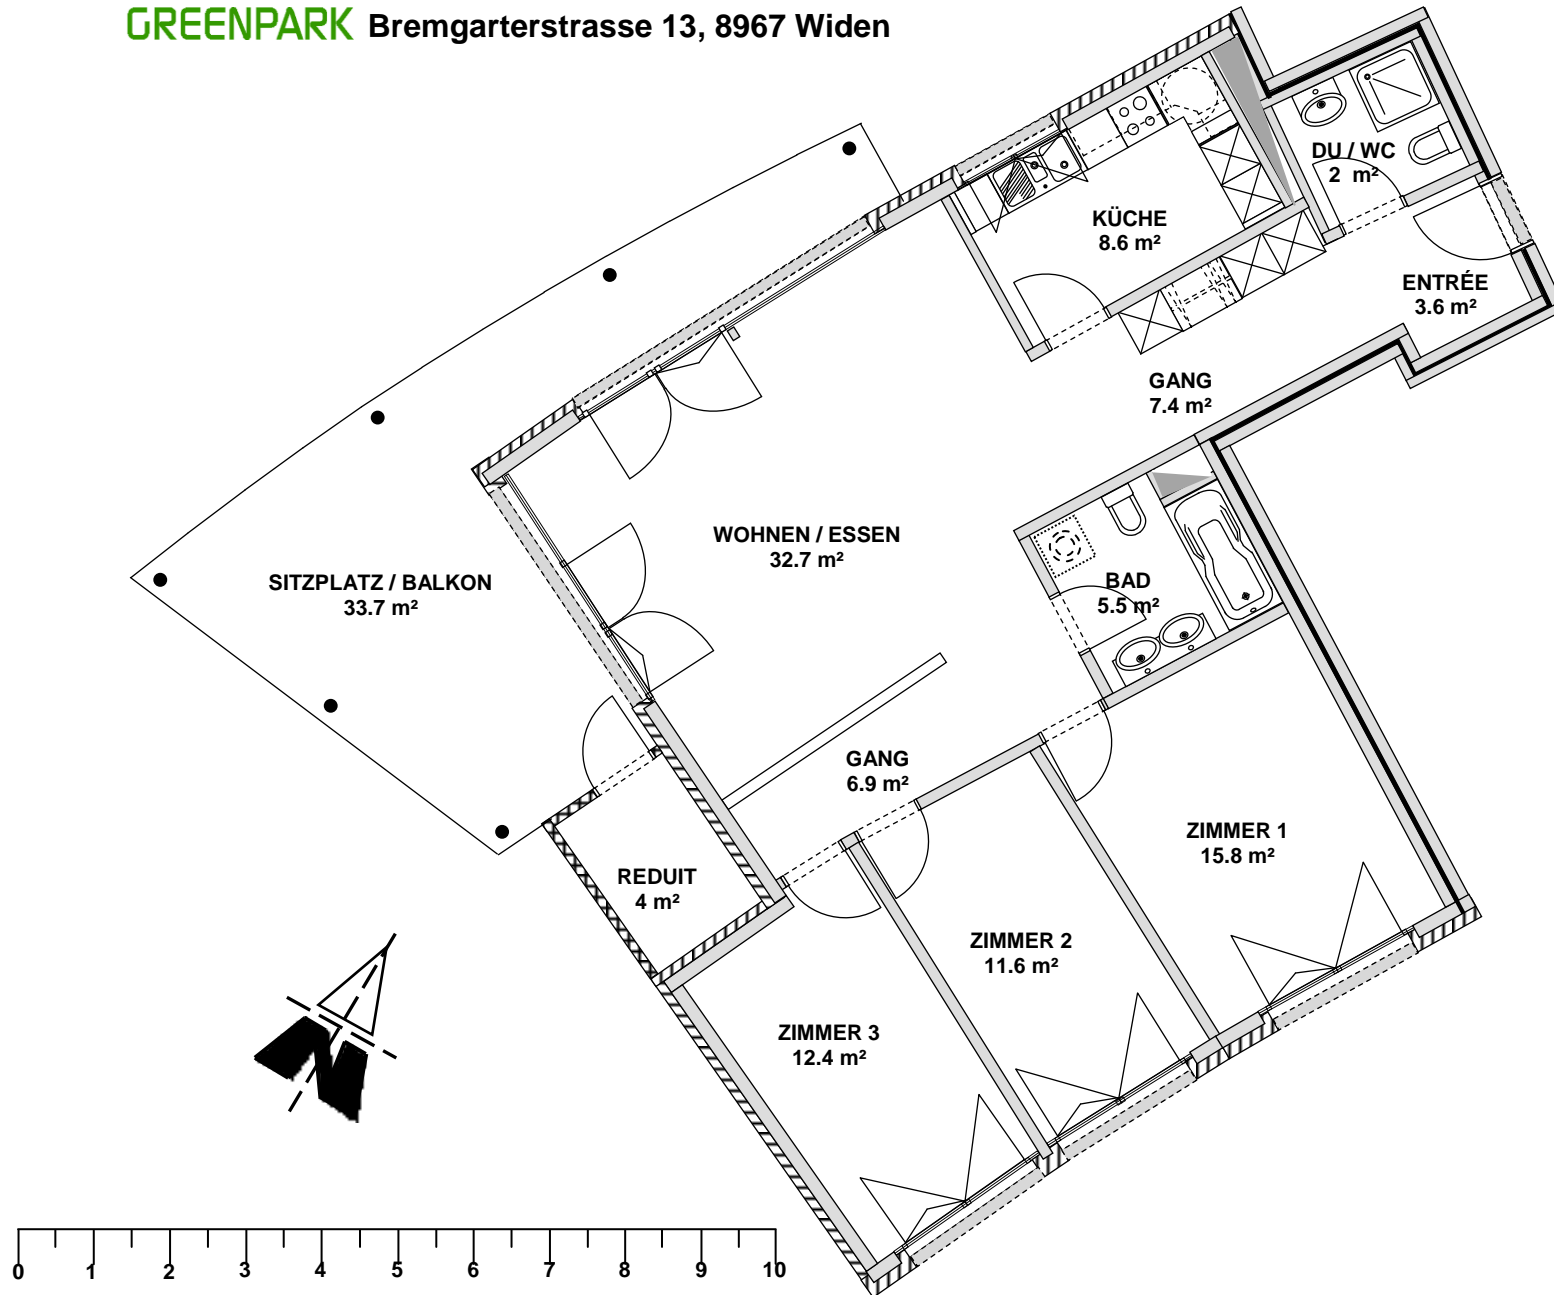 GREENPARK Bremgarterstrasse 13, 8967 Widen
DU / WC
2 m²
KÜCHE
8.6 m²
ENTRÉE
3.6 m²
GANG
7.4 m²
WOHNEN / ESSEN
32.7 m²
SITZPLATZ / BALKON
33.7 m²
BAD
5.5 m²
GANG
6.9 m²
ZIMMER 1
15.8 m²
REDUIT
4 m²
ZIMMER 2
11.6 m²
ZIMMER 3
12.4 m²
N
0 1 2 3 4 5 6 7 8 9 10